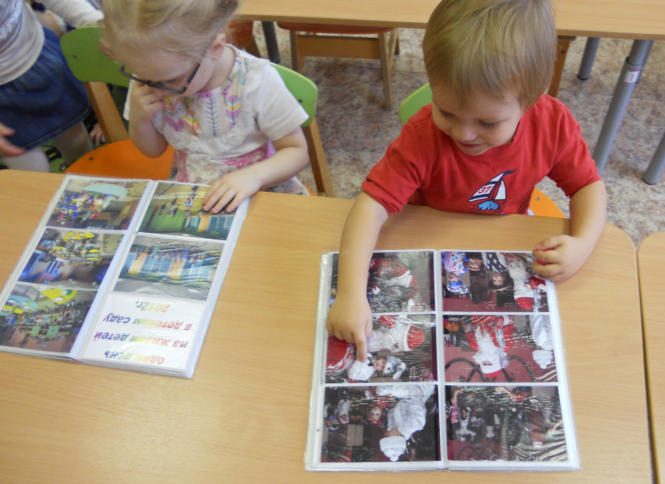 один день
из жизни детей
в детском саду
2012г.